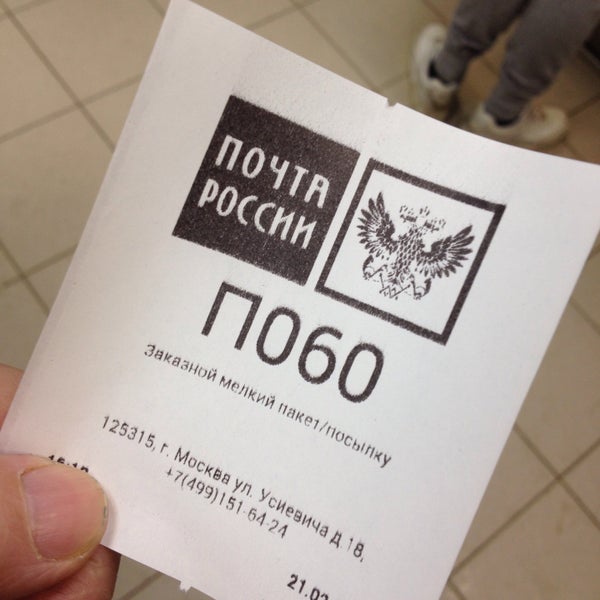 ПОЧТА
РОССИИ
П060
Заказной мелкий пакет/посылку
125315, г. Москва ул. Усиевича д.18,
+7(499)151-64-24